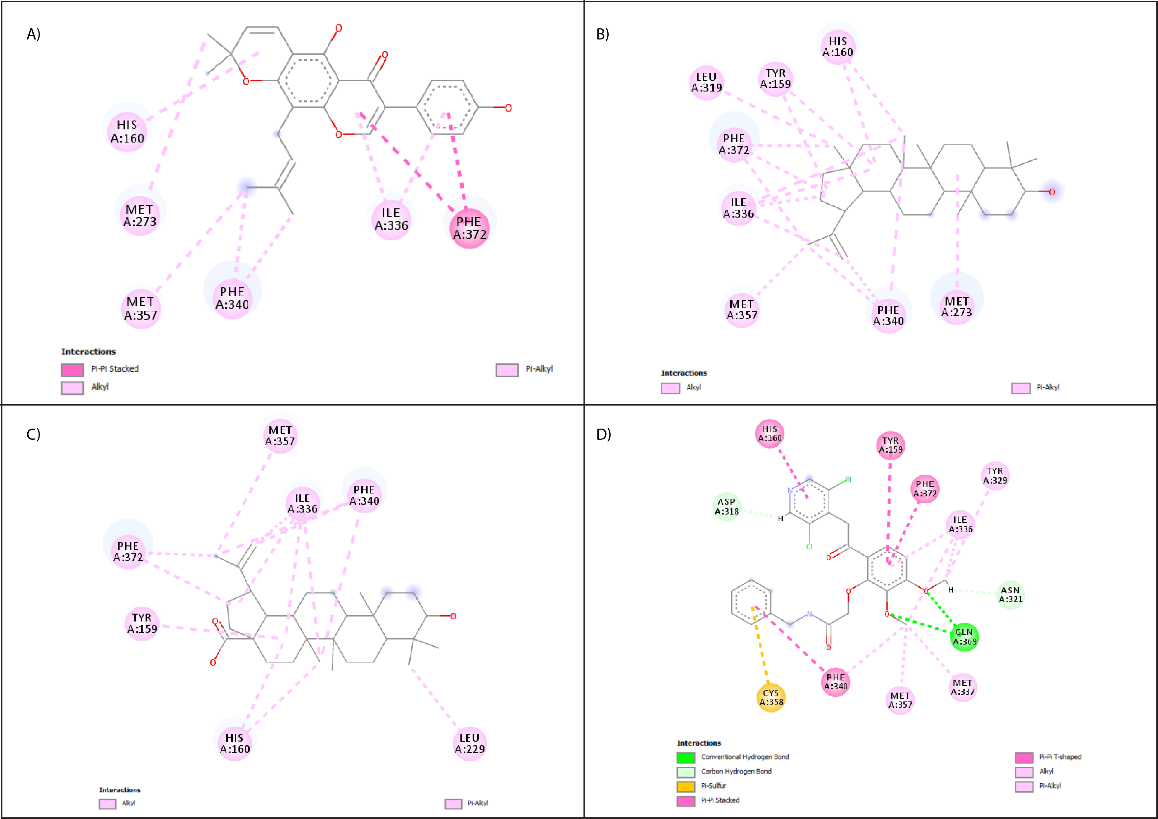 A)
O
O
O
O
O
HIS
A:160
MET
A:273
MET
A:357
PHE
A:340
ILE
A:336
PHE
A:372
Interactions
Pi-Pi Stacked
Alkyl
Pi-Alkyl
B)
HIS
A:160
LEU
A:319
TYR
A:159
PHE
A:372
ILE
A:336
O
MET
A:357
PHE
A:340
MET
A:273
Interactions
Alkyl
Pi-Alkyl
C)
MET
A:357
ILE
A:336
PHE
A:340
PHE
A:372
TYR
A:159
O
O
O
HIS
A:160
LEU
A:229
Interactions
Alkyl
Pi-Alkyl
D)
HIS
A:160
TYR
A:159
PHE
A:372
TYR
A:329
N
Cl
ASP
A:318
H
ILE
A:336
Cl
O
H
ASN
A:321
O
O
N
O
O
GLN
A:369
CYS
A:358
PHE
A:340
MET
A:357
MET
A:337
Interactions
Conventional Hydrogen Bond
Carbon Hydrogen Bond
Pi-Sulfur
Pi-Pi Stacked
Pi-Pi T-shaped
Alkyl
Pi-Alkyl